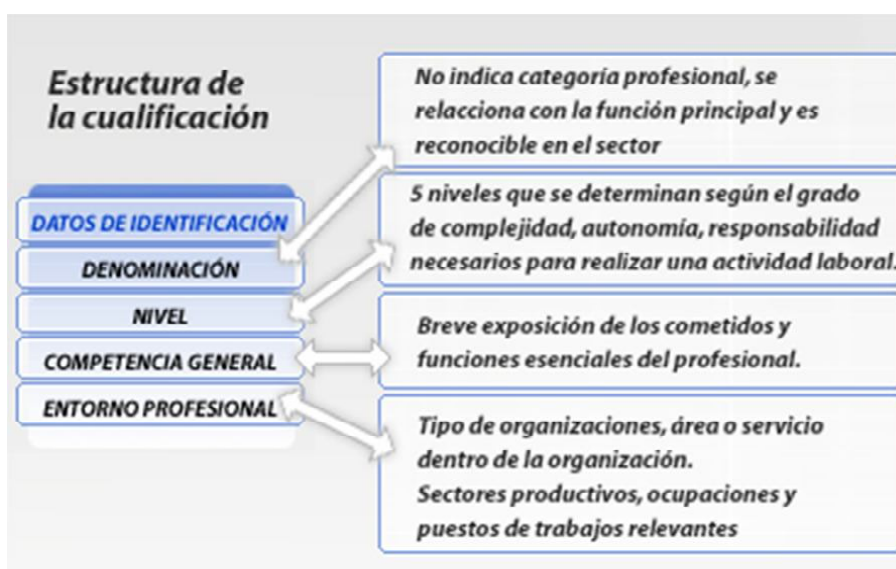 Estructura de
la cualificación
DATOS DE IDENTIFICACIÓN
DENOMINACIÓN
NIVEL
COMPETENCIA GENERAL
ENTORNO PROFESIONAL
No indica categoría profesional, se
relacciona con la función principal y es
reconocible en el sector
5 niveles que se determinan según el grado
de complejidad, autonomía, responsabilidad
necesarios para realizar una actividad laboral.
Breve exposición de los cometidos y
funciones esenciales del profesional.
Tipo de organizaciones, área o servicio
dentro de la organización.
Sectores productivos, ocupaciones y
puestos de trabajos relevantes